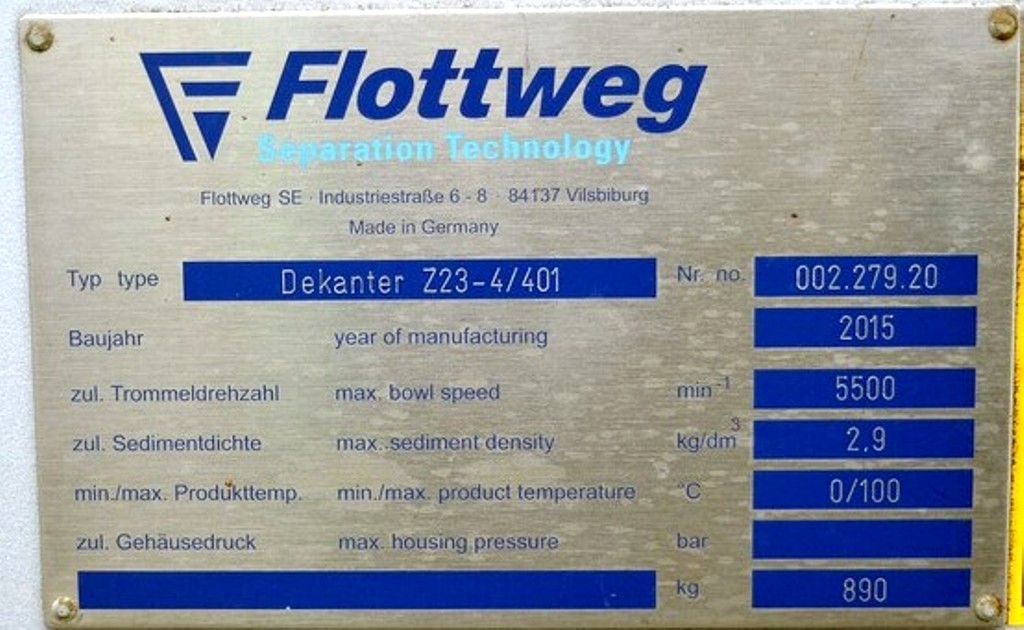 Flottweg
Separation Technology
Flottweg SE · Industriestraße 6 - 8 · 84137 Vilsbiburg
Made in Germany
Typ type Dekanter Z23-4/401 Nr. no. 002.279.20
Baujahr year of manufacturing 2015
zul. Trommeldrehzahl max. bowl speed min⁻¹ 5500
zul. Sedimentdichte max. sediment density kg/dm³ 2,9
min./max. Produkttemp. min./max. product temperature °C 0/100
zul. Gehäusedruck max. housing pressure bar
kg 890